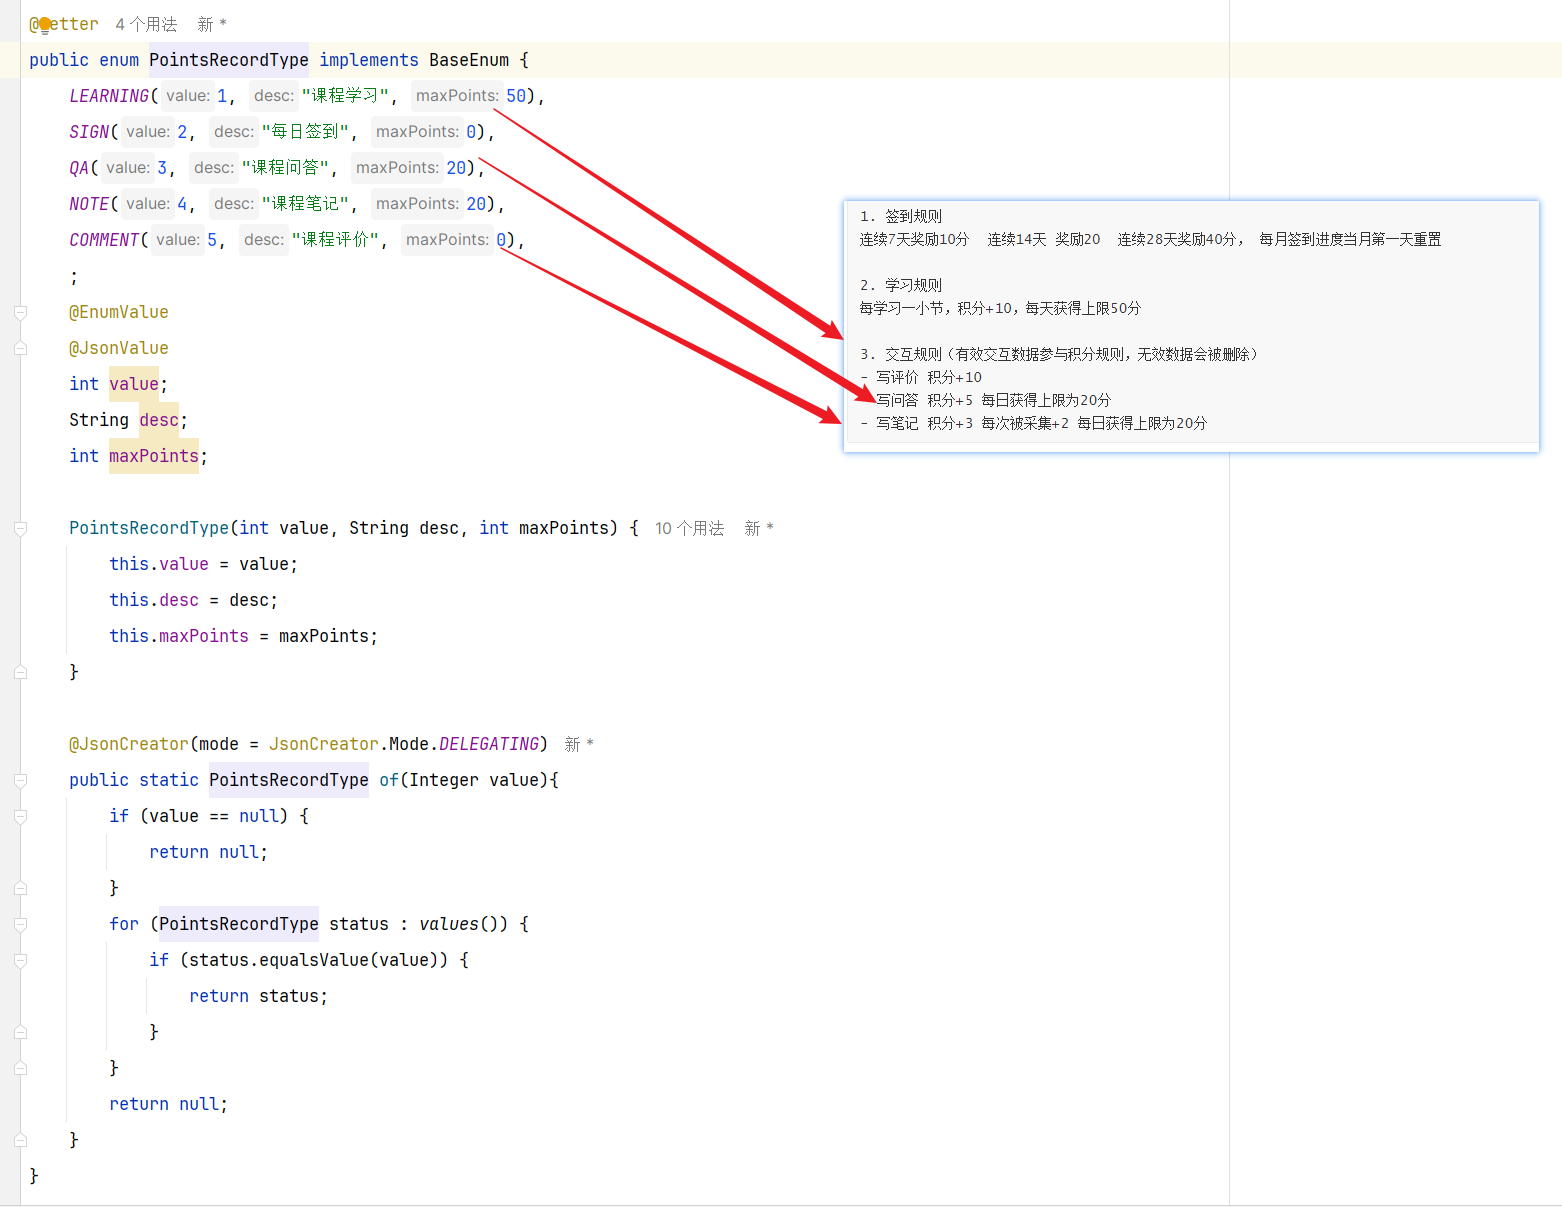 @Getter 4 个用法 新 *
public enum PointsRecordType implements BaseEnum {
LEARNING( value: 1, desc: "课程学习", maxPoints: 50),
SIGN( value: 2, desc: "每日签到", maxPoints: 0),
QA( value: 3, desc: "课程问答", maxPoints: 20),
NOTE( value: 4, desc: "课程笔记", maxPoints: 20),
COMMENT( value: 5, desc: "课程评价", maxPoints: 0),
;
@EnumValue
@JsonValue
int value;
String desc;
int maxPoints;
PointsRecordType(int value, String desc, int maxPoints) { 10 个用法 新 *
this.value = value;
this.desc = desc;
this.maxPoints = maxPoints;
}
@JsonCreator(mode = JsonCreator.Mode.DELEGATING) 新 *
public static PointsRecordType of(Integer value){
if (value == null) {
return null;
}
for (PointsRecordType status : values()) {
if (status.equalsValue(value)) {
return status;
}
}
return null;
}
}
1. 签到规则
连续7天奖励10分 连续14天 奖励20 连续28天奖励40分， 每月签到进度当月第一天重置
2. 学习规则
每学习一小节，积分+10，每天获得上限50分
3. 交互规则（有效交互数据参与积分规则，无效数据会被删除）
- 写评价 积分+10
写问答 积分+5 每日获得上限为20分
- 写笔记 积分+3 每次被采集+2 每日获得上限为20分